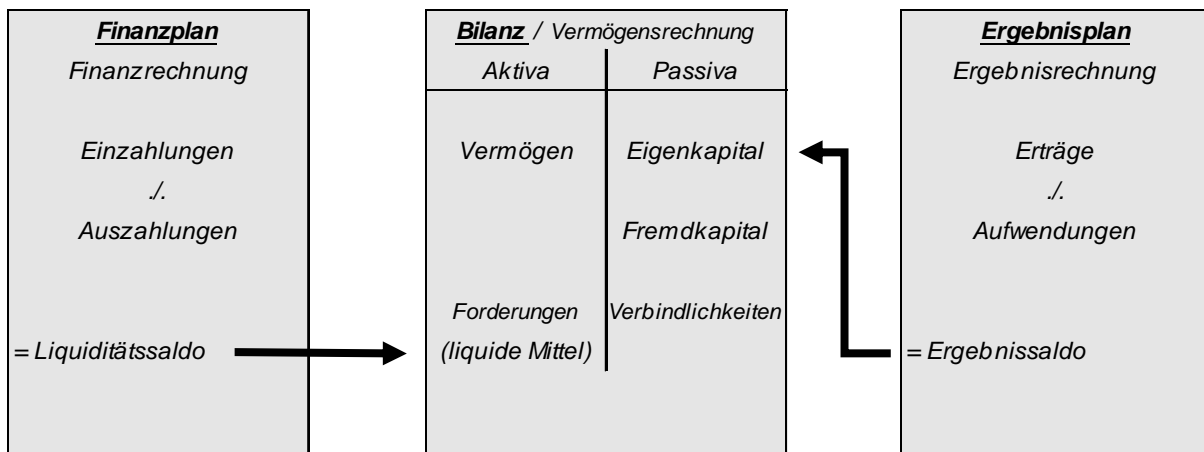 Finanzplan
Finanzrechnung
Einzahlungen
./.
Auszahlungen
= Liquiditätssaldo
Bilanz / Vermögensrechnung
Aktiva Passiva
Vermögen Eigenkapital
Fremdkapital
Forderungen Verbindlichkeiten
(liquide Mittel)
Ergebnisplan
Ergebnisrechnung
Erträge
./.
Aufwendungen
= Ergebnissaldo